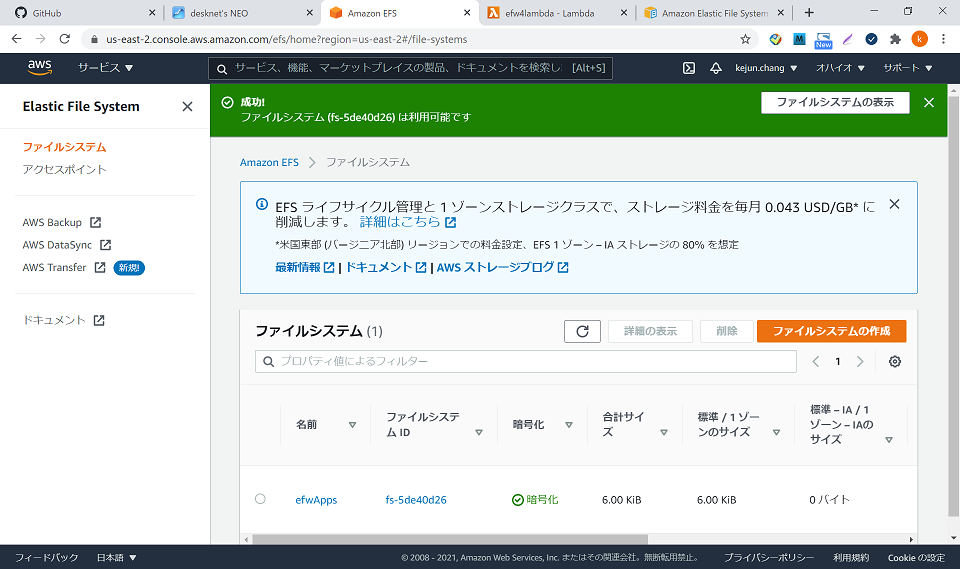 GitHub
desknet's NEO
Amazon EFS
efw4lambda - Lambda
Amazon Elastic File System
us-east-2.console.aws.amazon.com/efs/home?region=us-east-2#/file-systems
New
k
aws
サービス
サービス、機能、マーケットプレイスの製品、ドキュメントを検索し
[Alt+S]
kejun.chang
オハイオ
サポート
Elastic File System
ファイルシステム
アクセスポイント
AWS Backup
AWS DataSync
AWS Transfer
新規!
ドキュメント
成功!
ファイルシステム (fs-5de40d26) は利用可能です
ファイルシステムの表示
Amazon EFS
ファイルシステム
EFS ライフサイクル管理と 1 ゾーンストレージクラスで、ストレージ料金を毎月 0.043 USD/GB* に
削減します。 詳細はこちら
*米国東部 (バージニア北部) リージョンでの料金設定、EFS 1 ゾーン – IA ストレージの 80% を想定
最新情報 | ドキュメント | AWS ストレージブログ
ファイルシステム (1)
詳細の表示
削除
ファイルシステムの作成
プロパティ値によるフィルター
1
名前
ファイルシステ
ム ID
暗号化
合計サイ
ズ
標準 / 1 ゾー
ンのサイズ
標準 – IA / 1
ゾーン – IAの
サイズ
efwApps
fs-5de40d26
暗号化
6.00 KiB
6.00 KiB
0 バイト
フィードバック
日本語
© 2008 - 2021, Amazon Web Services, Inc. またはその関連会社。無断転用禁止。
プライバシーポリシー
利用規約
Cookie の設定